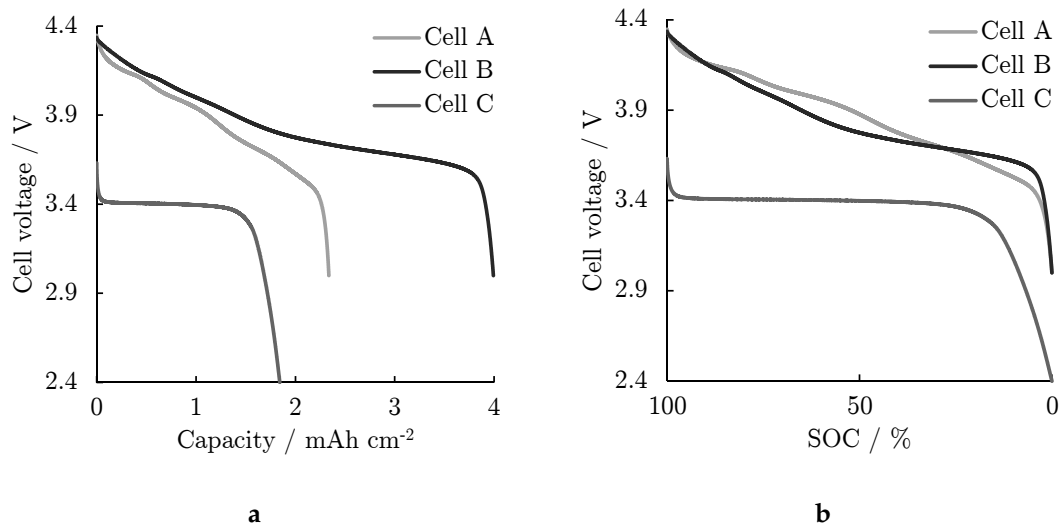 4.4
3.9
3.4
2.9
2.4
Cell voltage / V
Cell A
Cell B
Cell C
0 1 2 3 4
Capacity / mAh cm-2
a
4.4
3.9
3.4
2.9
2.4
Cell voltage / V
Cell A
Cell B
Cell C
100 50 0
SOC / %
b